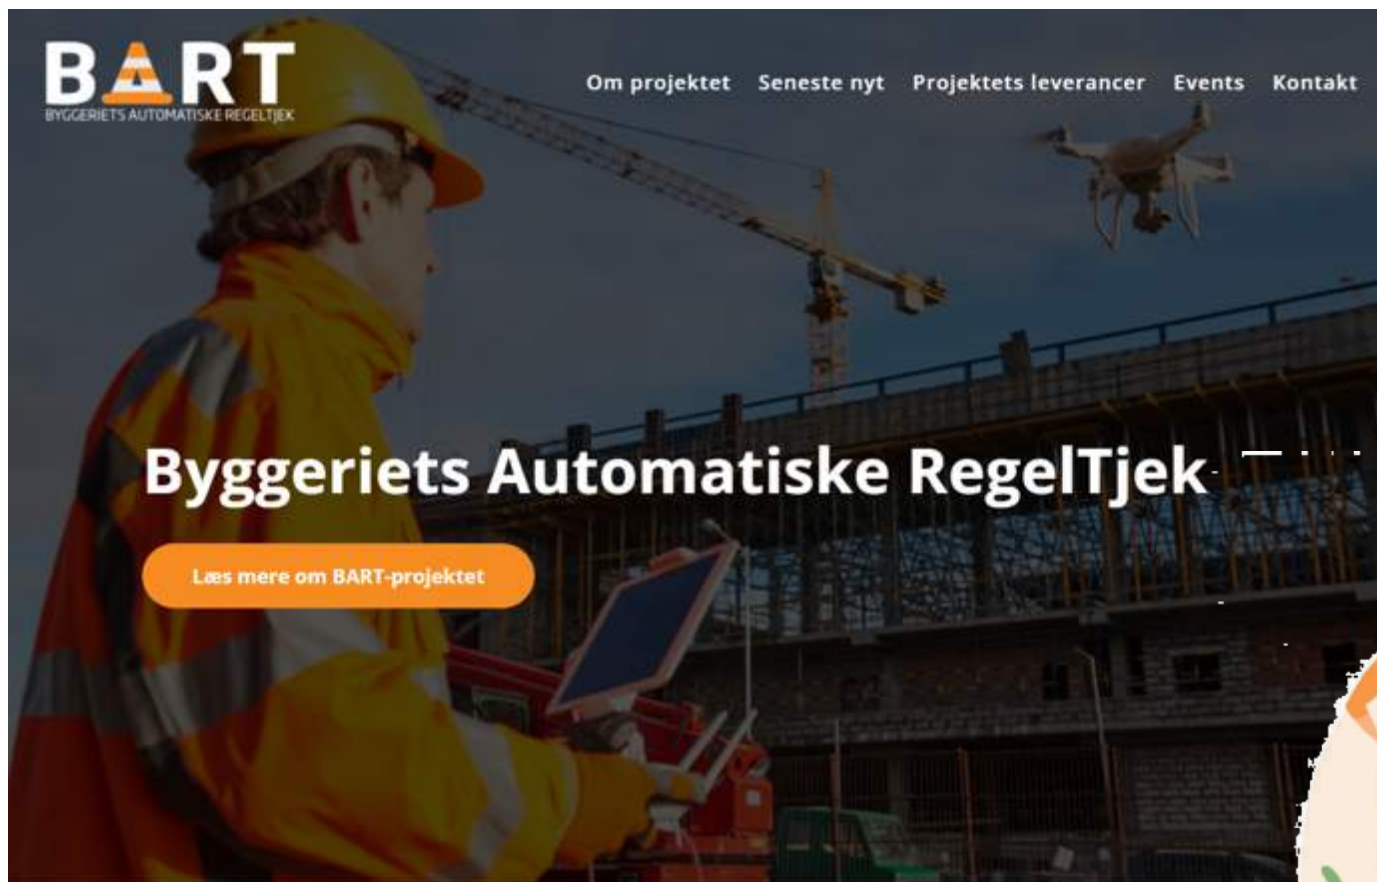 BART
BYGGERIETS AUTOMATISKE REGELTJEK
Om projektet Seneste nyt Projektets leverancer Events Kontakt
Byggeriets Automatiske RegelTjek
Læs mere om BART-projektet